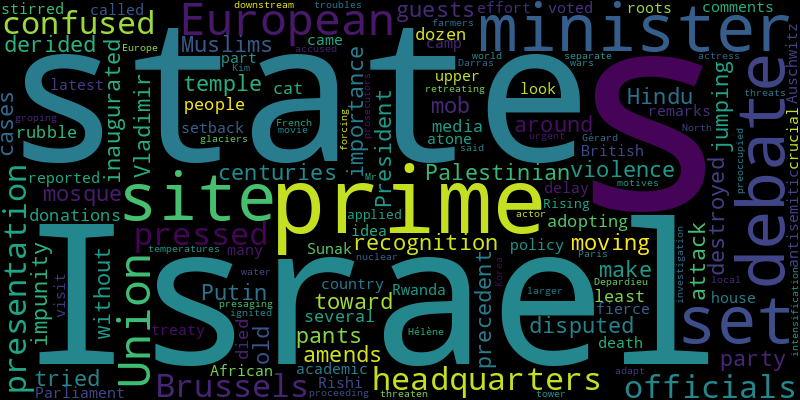 stirred called downstream troubles guests effort voted roots comments
confused European Europe farmers minister
derided Muslims came dozen camp world Darras separate wars actress
state S
cases inaugurated temple part Kim accused cat prosecutors upper retreating look Hindu jumping debate threats Auschwitz
latest groping people French movie forcing importance mob remarks
rubble setback glaciers media atone around urgent Gérard North British preoccupied crucial
Vladimir President said violence
reported mosque centuries Mr Palestinian delay motives destroyed antisemitic
presentation donations site prime actor Rising adopting
impunity visit without pressed applied idea recognition moving policy Paris
many Sunak temperatures water nuclear Korea Depardieu make attack investigation local
Union Israel set
treaty Putin country toward Rwanda precedent larger least house intensification
presaging ignited several Hélène disputed fierce
old died pants death party
tried African amends
Parliament Brussels academic Rishi proceeding headquarters threaten tower adapt officials